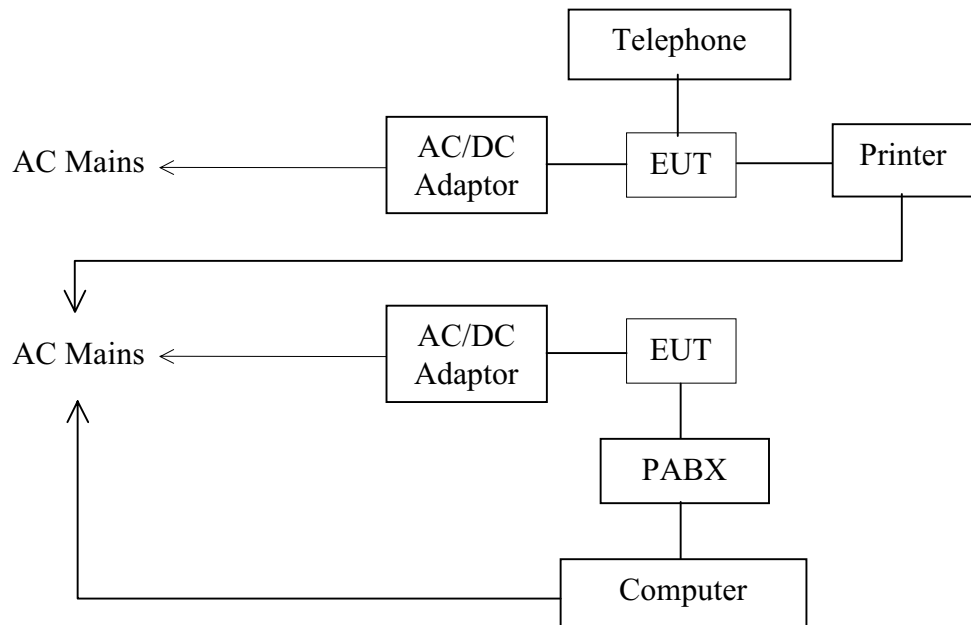 Telephone
AC Mains
AC/DC
Adaptor
EUT
Printer
AC Mains
AC/DC
Adaptor
EUT
PABX
Computer